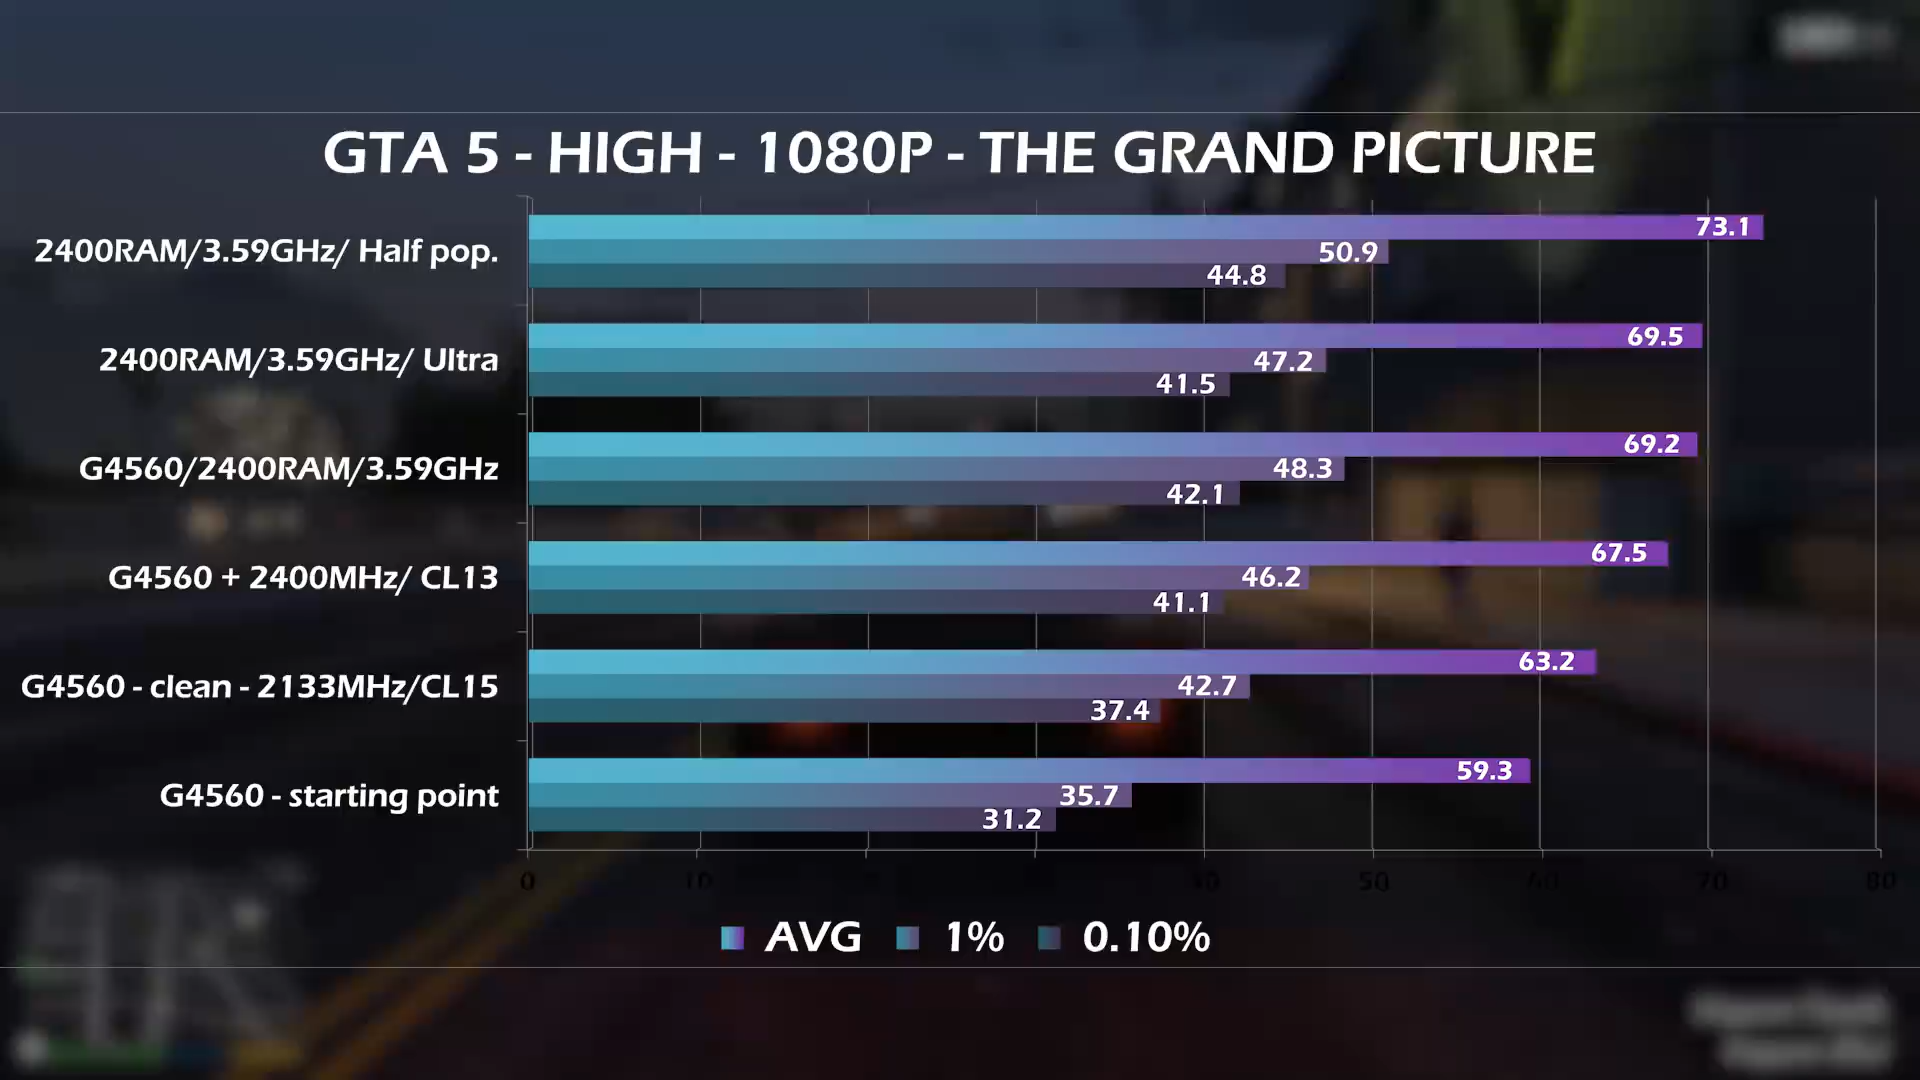 GTA 5 - HIGH - 1080P - THE GRAND PICTURE
2400RAM/3.59GHz/ Half pop.
73.1
50.9
44.8
2400RAM/3.59GHz/ Ultra
69.5
47.2
41.5
G4560/2400RAM/3.59GHz
69.2
48.3
42.1
G4560 + 2400MHz/ CL13
67.5
46.2
41.1
G4560 - clean - 2133MHz/CL15
63.2
42.7
37.4
G4560 - starting point
59.3
35.7
31.2
0 10 40 50 60 70 80
AVG 1% 0.10%